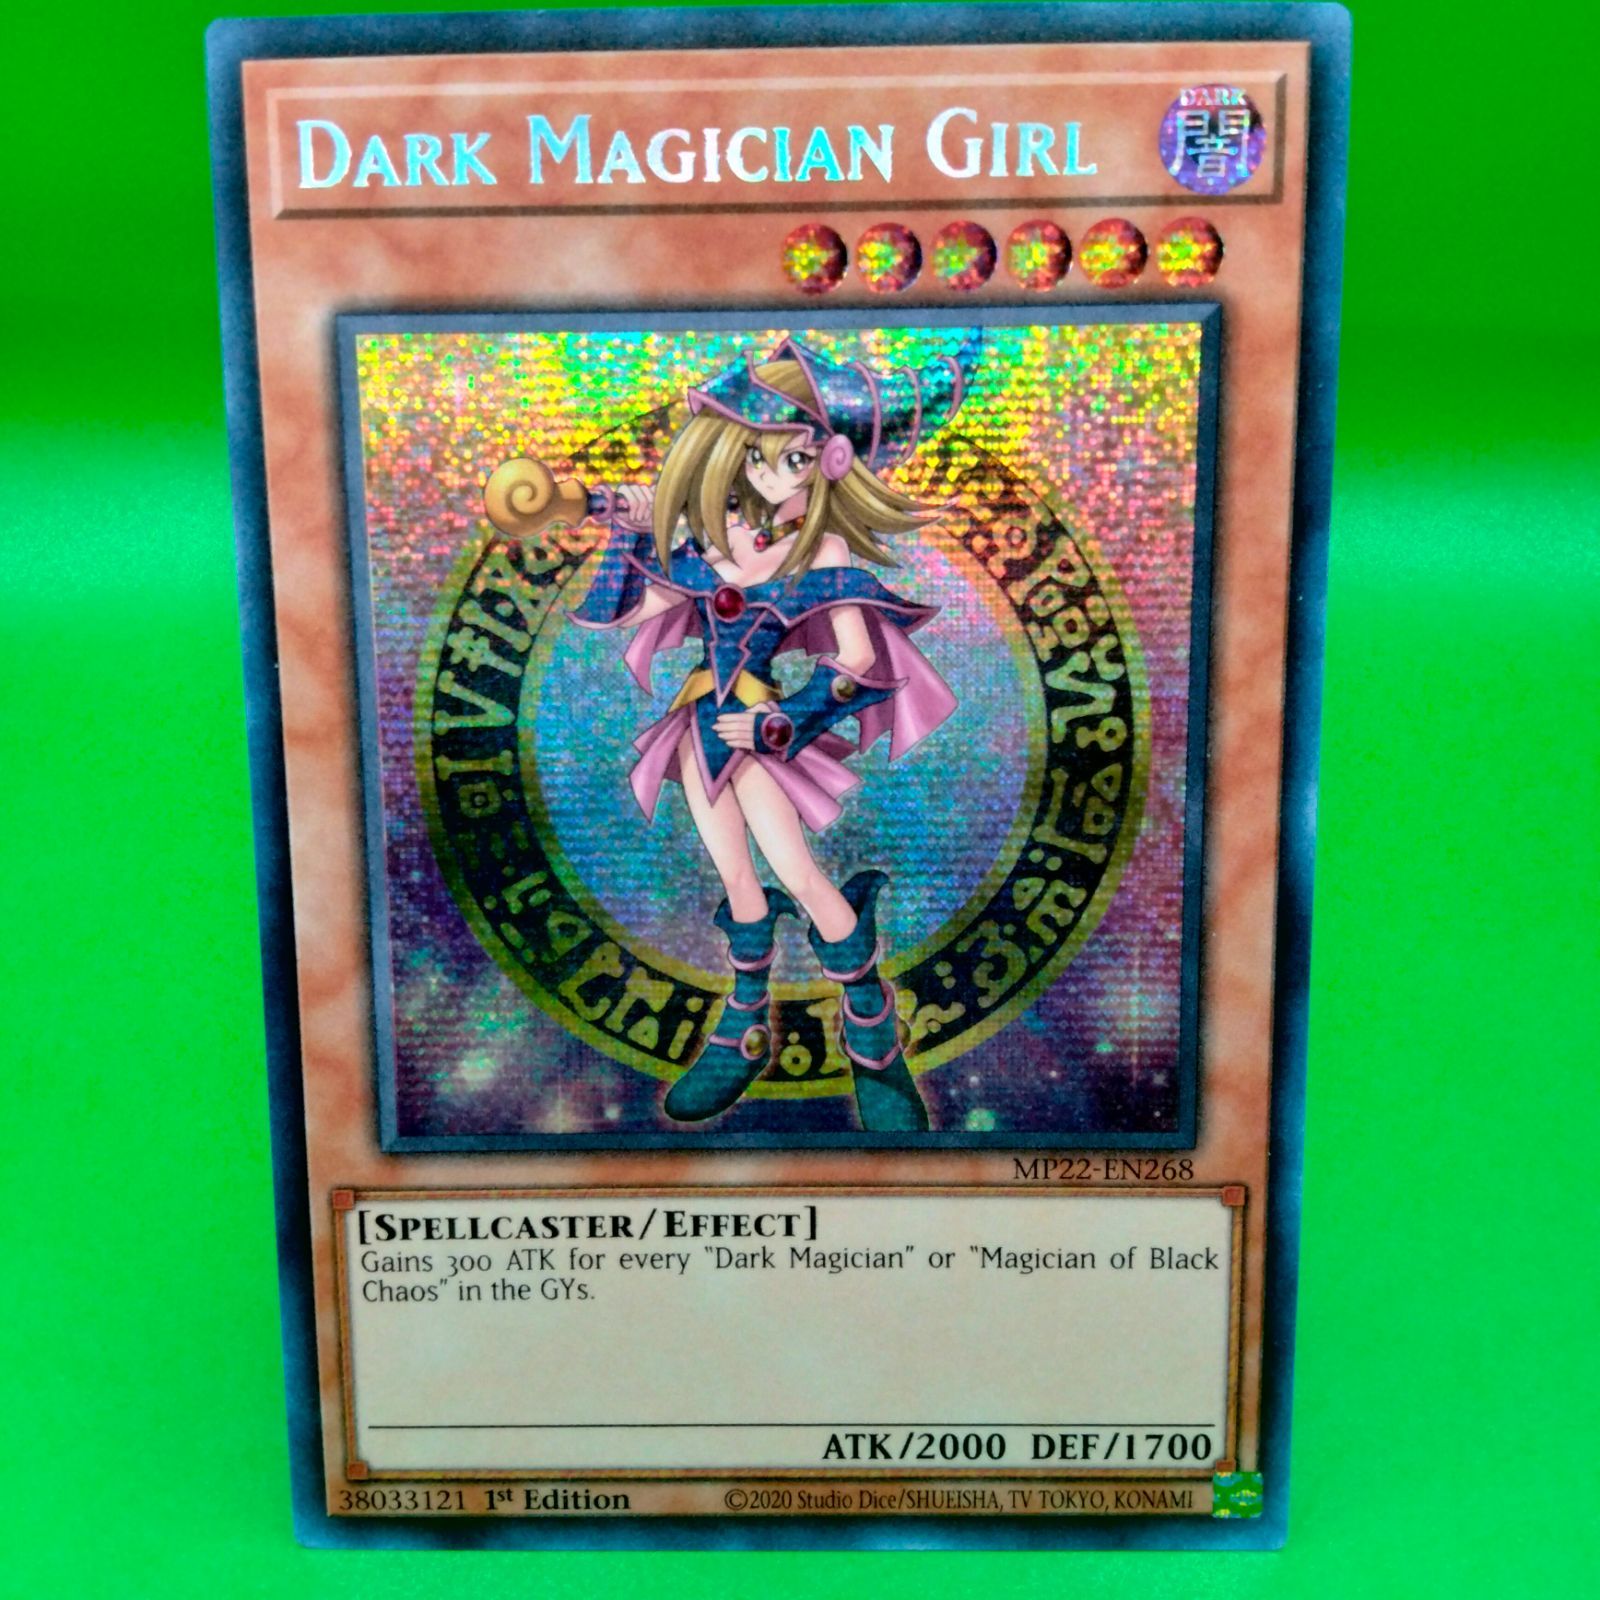 DARK MAGICIAN GIRL
DARK
闇
MP22-EN268
[SPELLCASTER/EFFECT]
Gains 300 ATK for every "Dark Magician" or "Magician of Black
Chaos" in the GYs.
ATK/2000 DEF/1700
38033121 1st Edition ©2020 Studio Dice/SHUEISHA, TV TOKYO, KONAMI